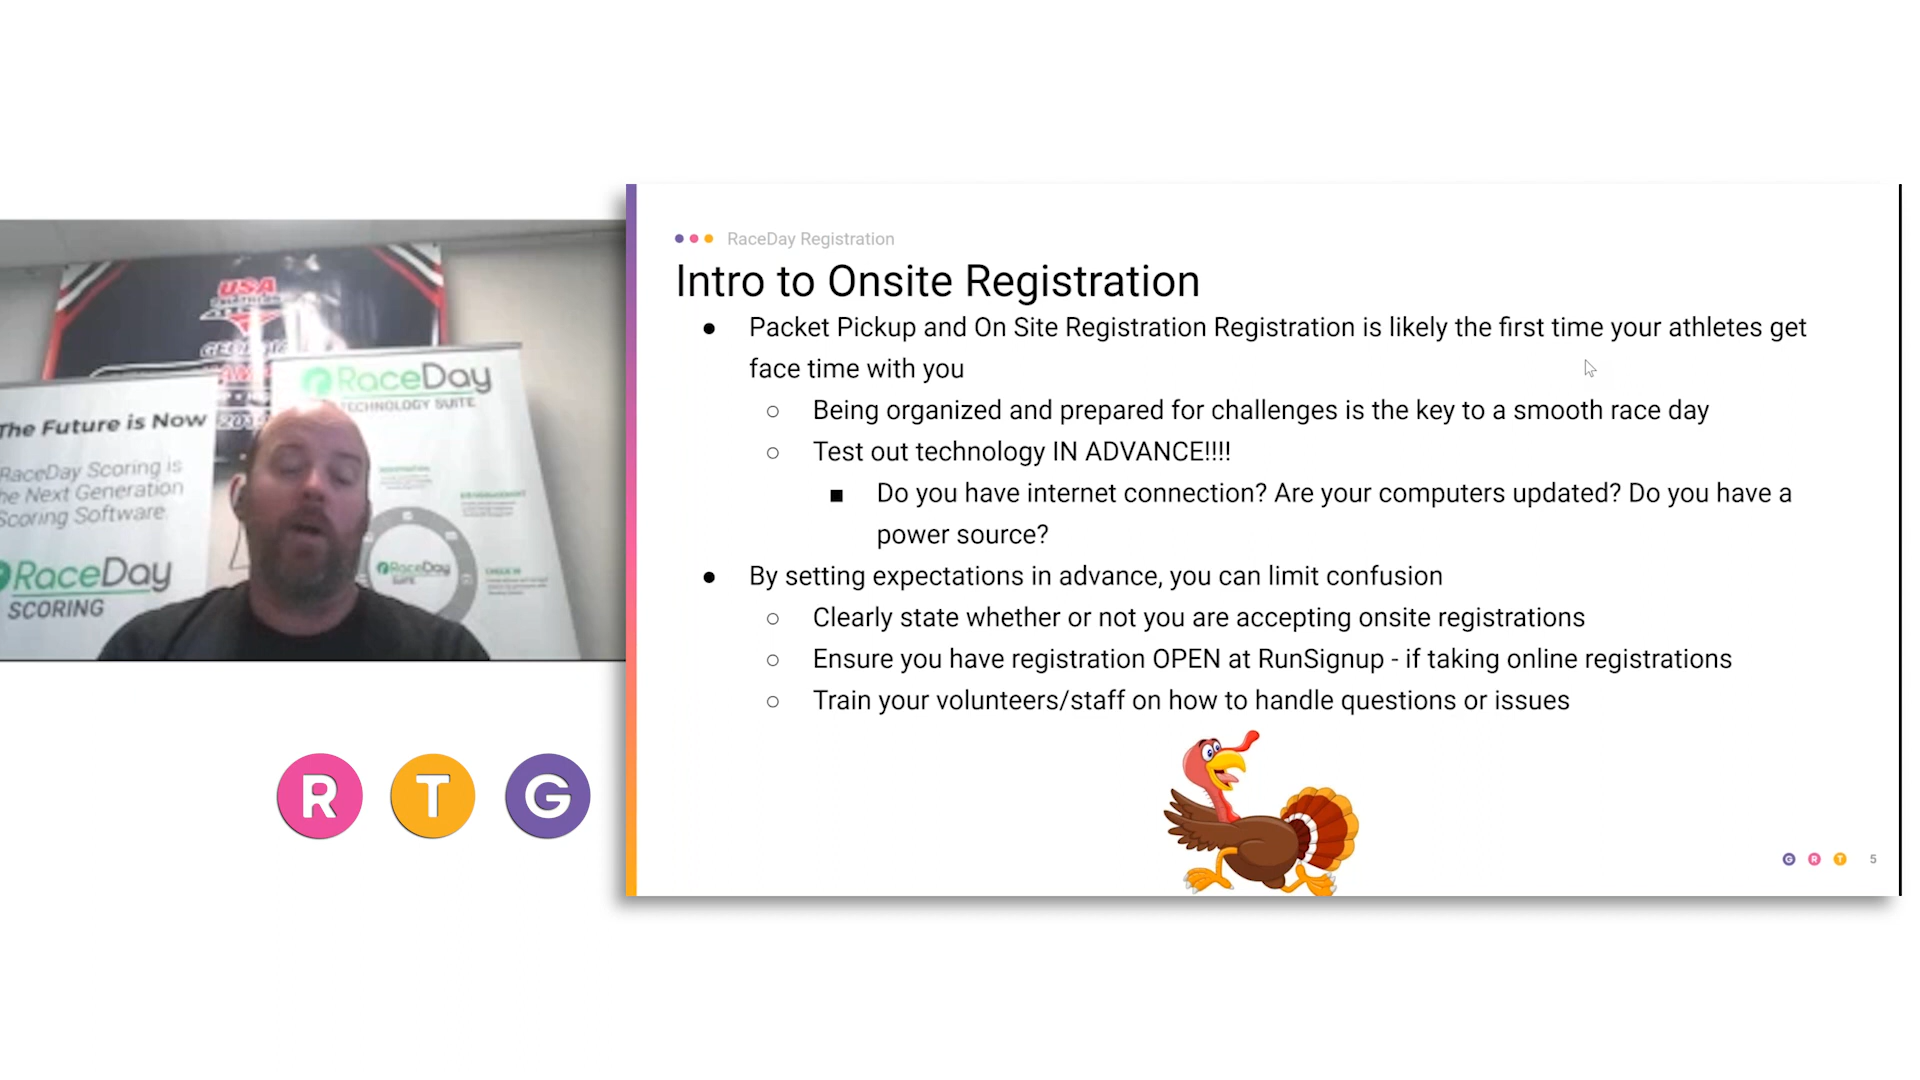 USA
GEORGIA
The Future is Now
RaceDay Scoring is
the Next Generation
Scoring Software.
RaceDay
SCORING
RaceDay
TECHNOLOGY SUITE
RaceDay
SUITE
CHECK IN
R T G
RaceDay Registration
Intro to Onsite Registration
● Packet Pickup and On Site Registration Registration is likely the first time your athletes get
face time with you
○ Being organized and prepared for challenges is the key to a smooth race day
○ Test out technology IN ADVANCE!!!!
■ Do you have internet connection? Are your computers updated? Do you have a
power source?
● By setting expectations in advance, you can limit confusion
○ Clearly state whether or not you are accepting onsite registrations
○ Ensure you have registration OPEN at RunSignup - if taking online registrations
○ Train your volunteers/staff on how to handle questions or issues
G R T 5